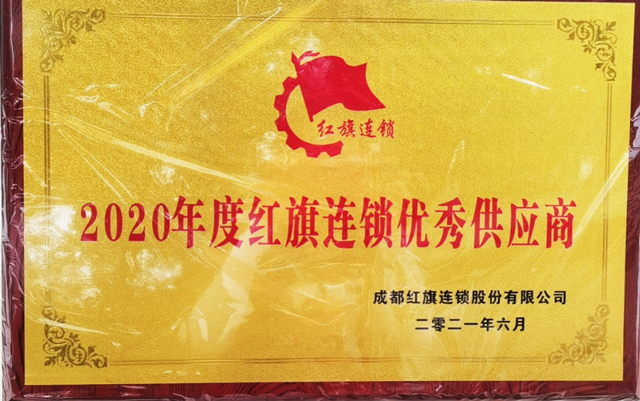 红旗连锁
2020年度红旗连锁优秀供应商
成都红旗连锁股份有限公司
二零二一年六月